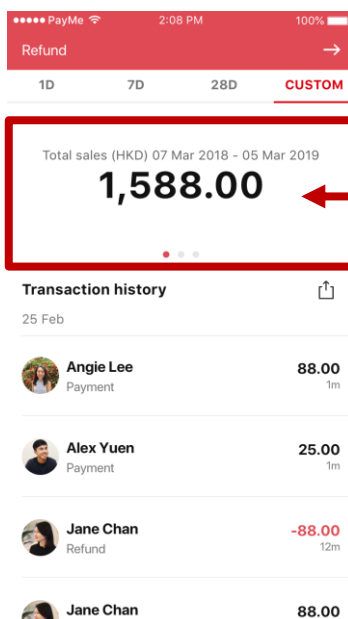 PayMe 2:08 PM 100%
Refund
1D 7D 28D CUSTOM
Total sales (HKD) 07 Mar 2018 - 05 Mar 2019
1,588.00
Transaction history
25 Feb
Angie Lee 88.00
Payment 1m
Alex Yuen 25.00
Payment 1m
Jane Chan -88.00
Refund 12m
Jane Chan 88.00